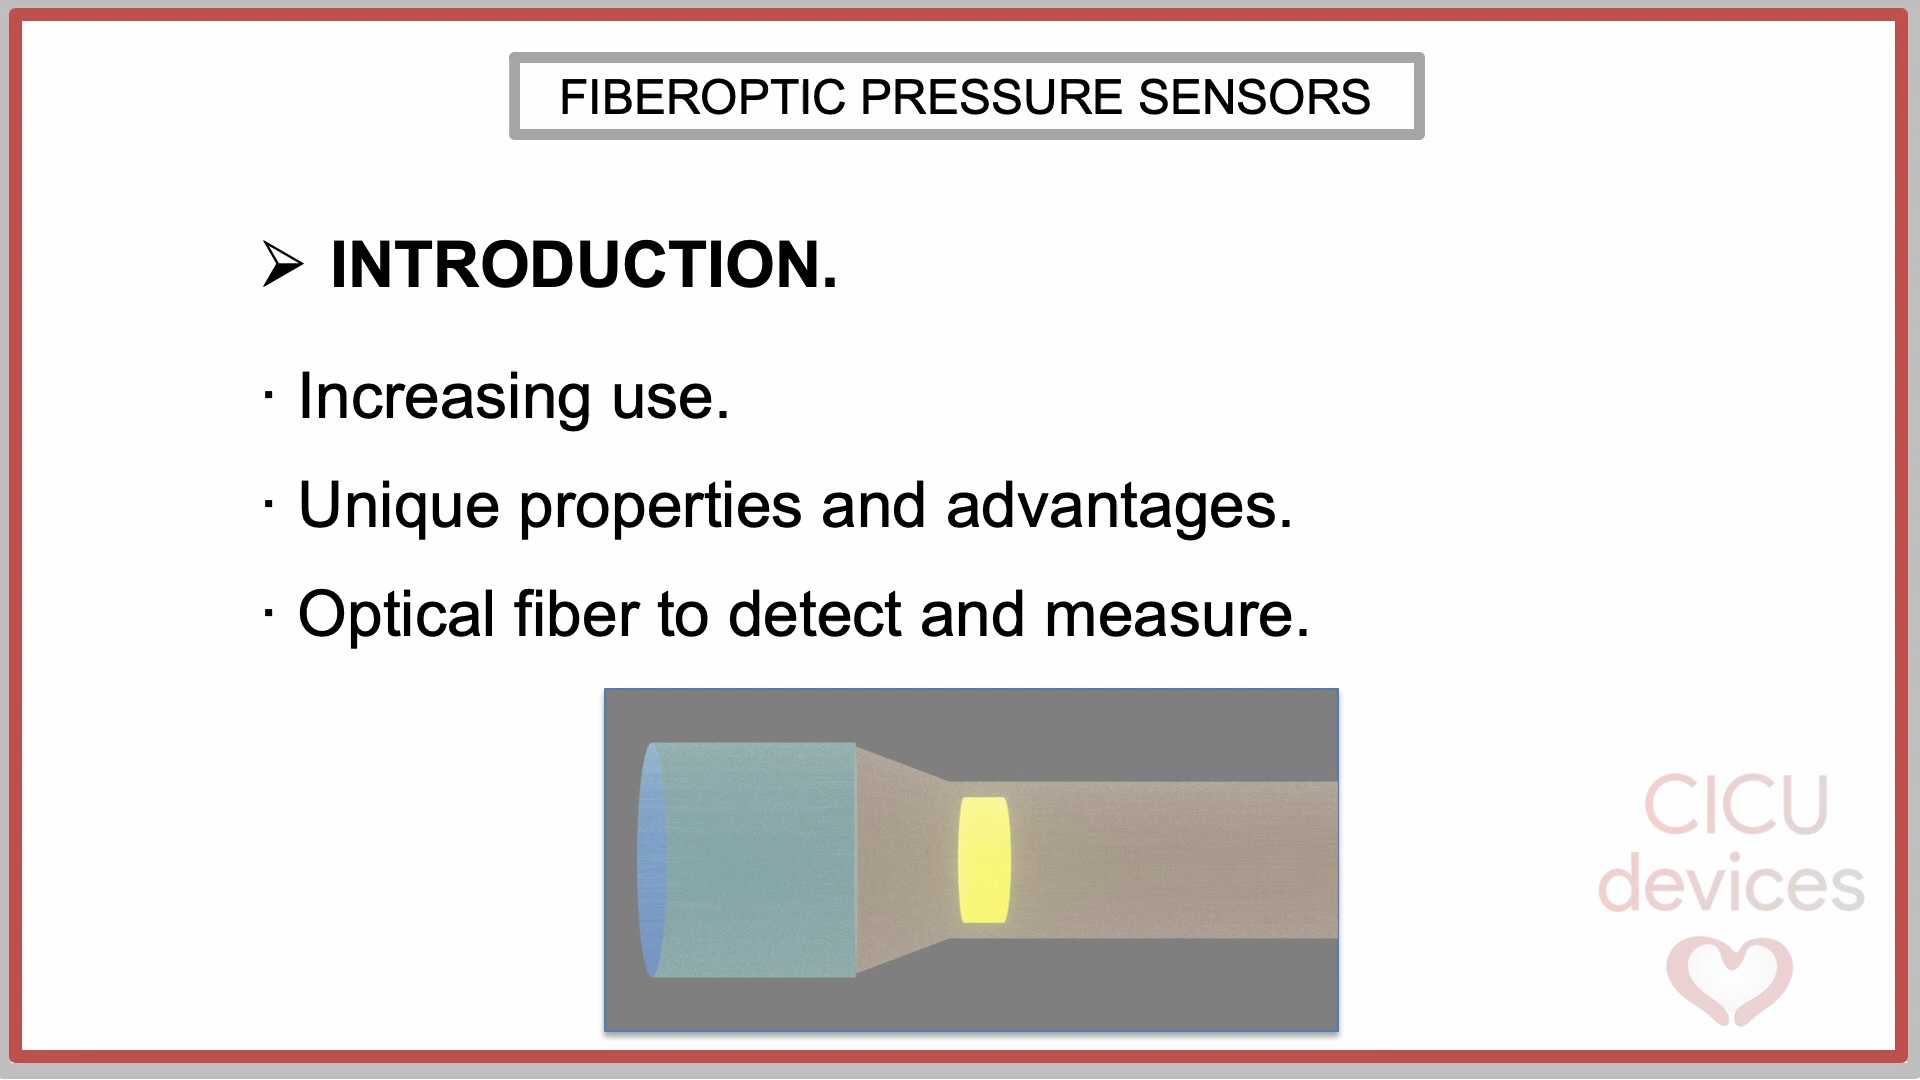 FIBEROPTIC PRESSURE SENSORS
➢ INTRODUCTION.
· Increasing use.
· Unique properties and advantages.
· Optical fiber to detect and measure.
CICU
devices